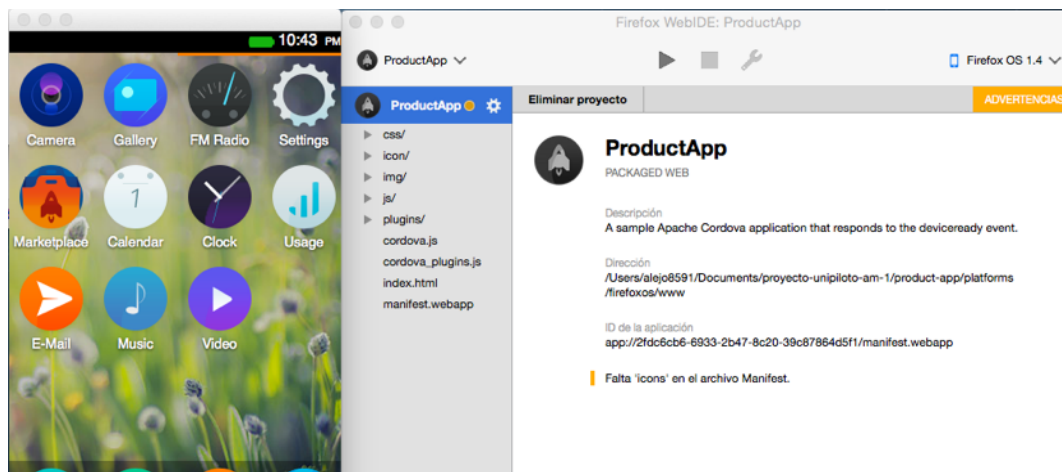 10:43 PM
Camera
Gallery
FM Radio
Settings
1
Marketplace
Calendar
Clock
Usage
E-Mail
Music
Video
Firefox WebIDE: ProductApp
ProductApp
Firefox OS 1.4
ProductApp
Eliminar proyecto
ADVERTENCIAS
css/
icon/
img/
js/
plugins/
cordova.js
cordova_plugins.js
index.html
manifest.webapp
ProductApp
PACKAGED WEB
Descripción
A sample Apache Cordova application that responds to the deviceready event.
Dirección
/Users/alejo8591/Documents/proyecto-unipiloto-am-1/product-app/platforms
/firefoxos/www
ID de la aplicación
app://2fdc6cb6-6933-2b47-8c20-39c87864d5f1/manifest.webapp
Falta 'icons' en el archivo Manifest.